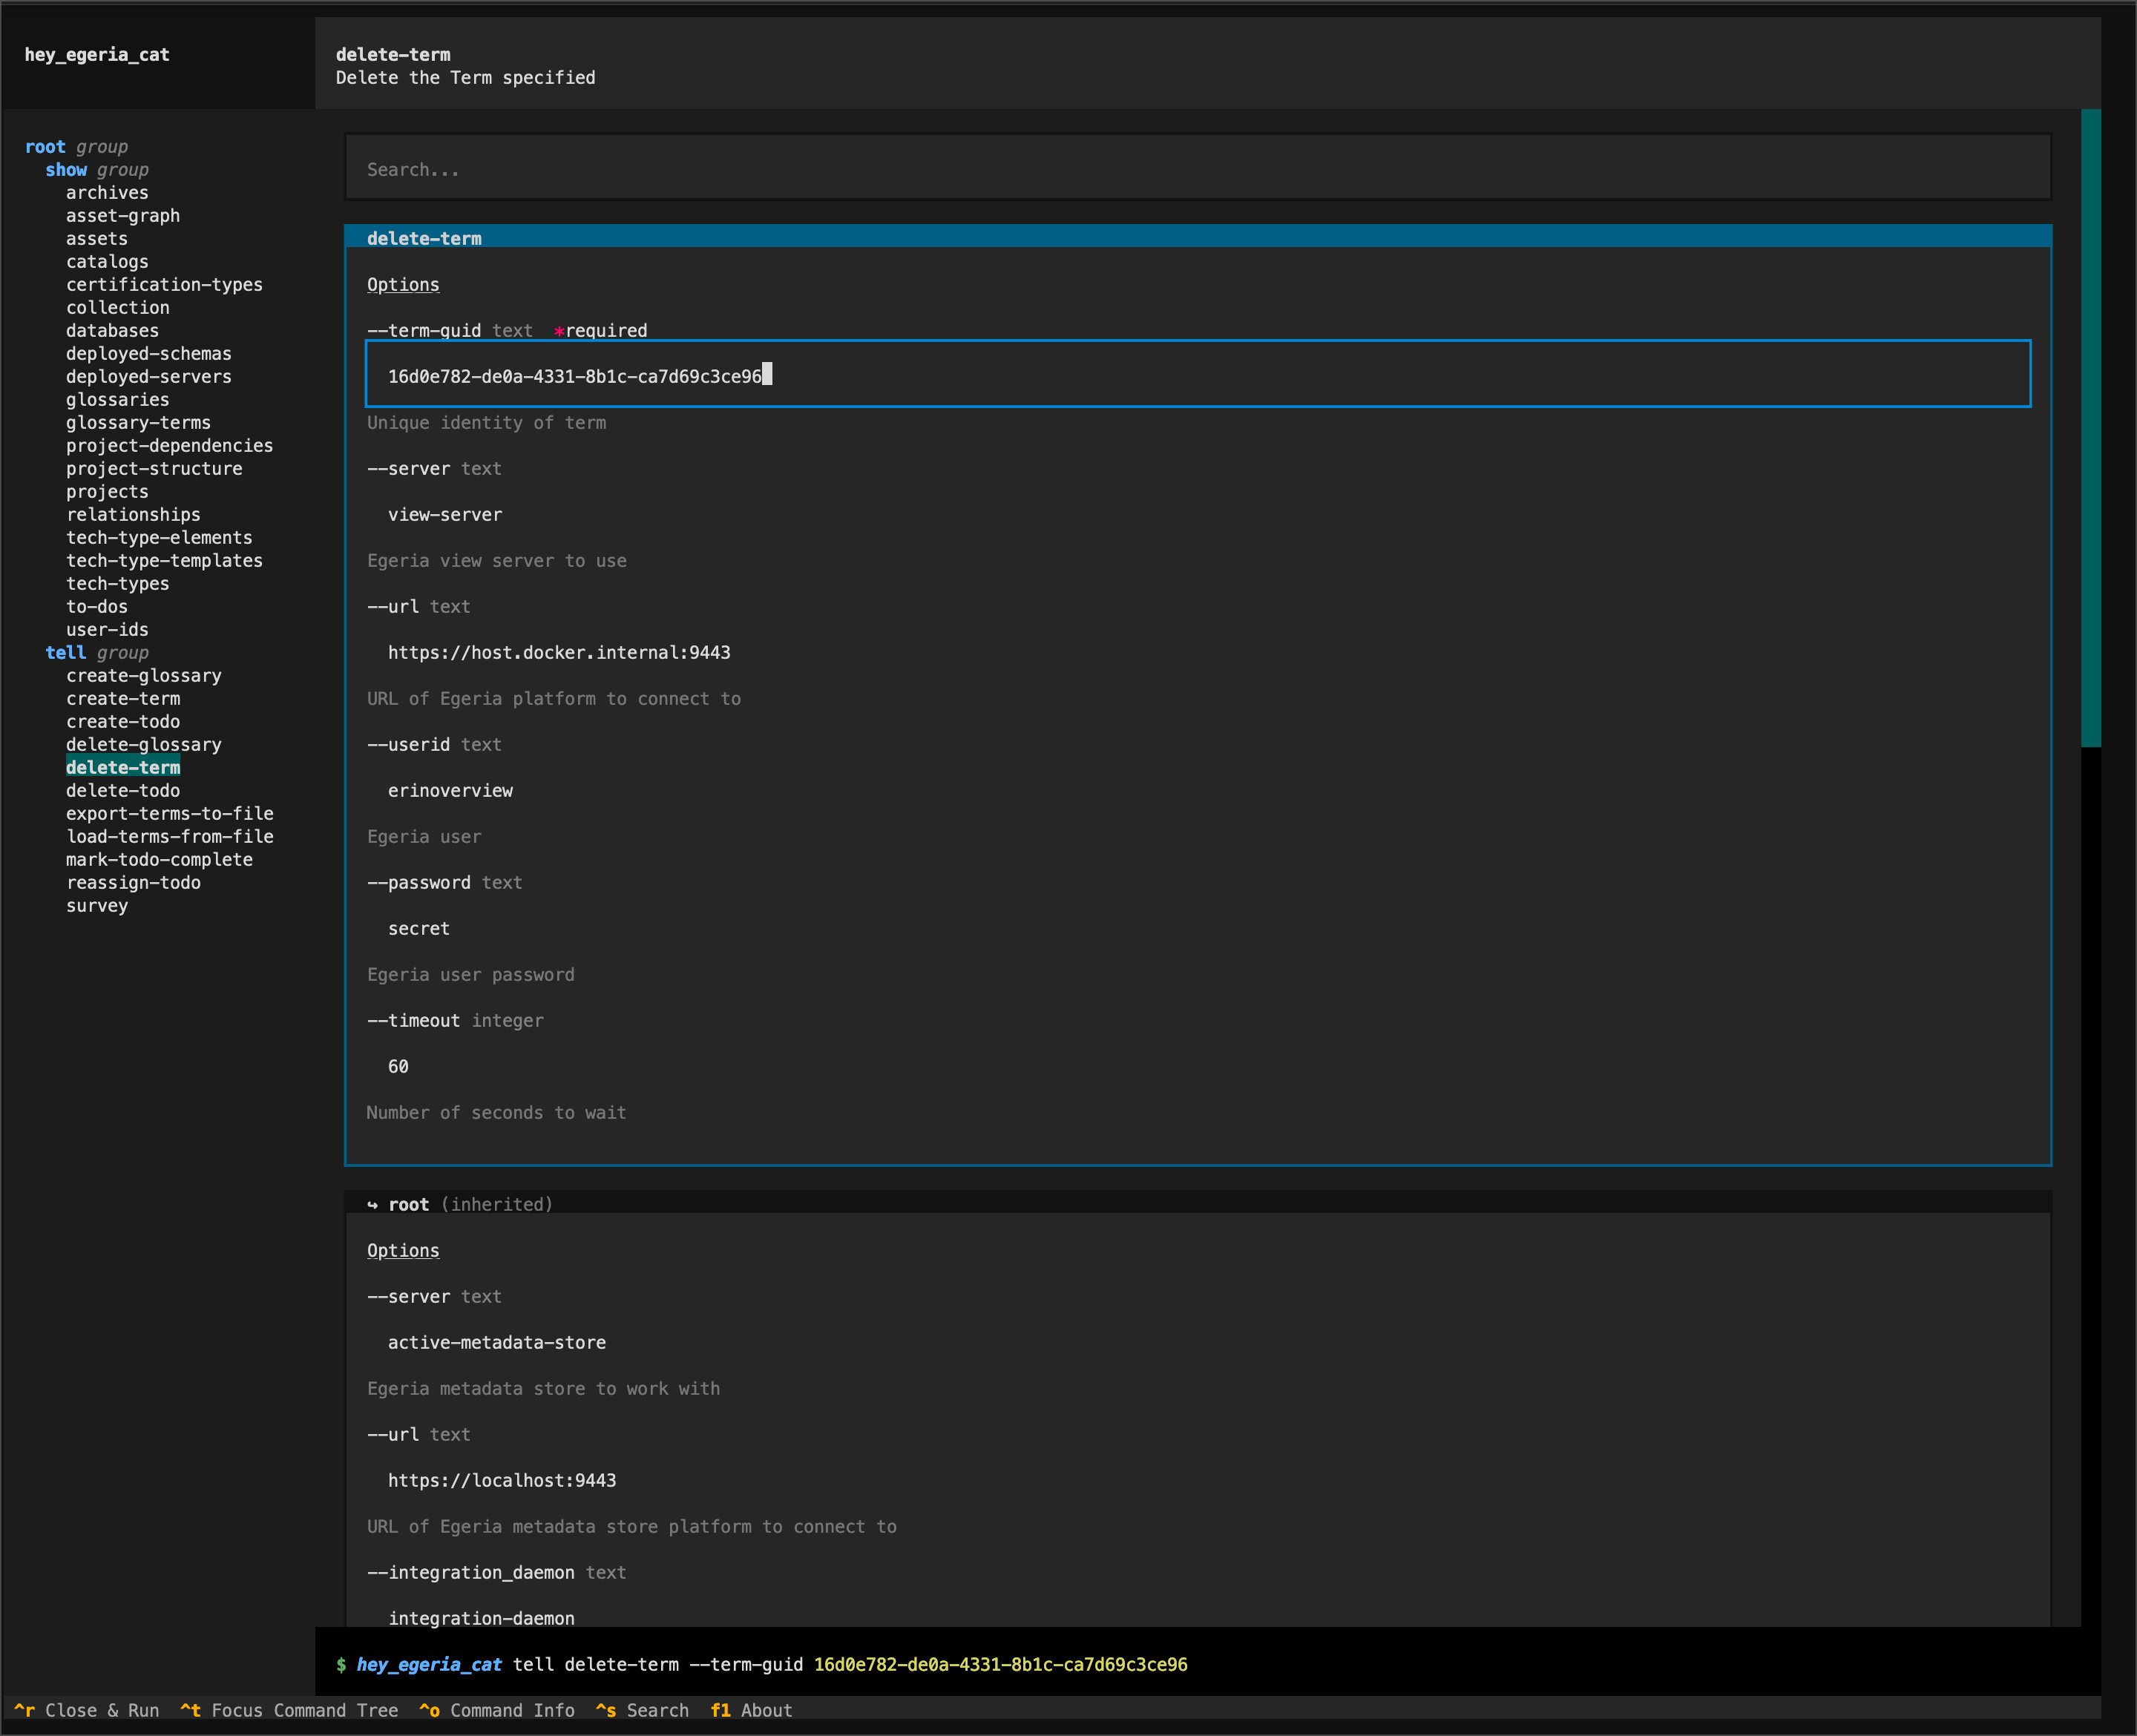 hey_egeria_cat
delete-term
Delete the Term specified
root group
show group
archives
asset-graph
assets
catalogs
certification-types
collection
databases
deployed-schemas
deployed-servers
glossaries
glossary-terms
project-dependencies
project-structure
projects
relationships
tech-type-elements
tech-type-templates
tech-types
to-dos
user-ids
tell group
create-glossary
create-term
create-todo
delete-glossary
delete-term
delete-todo
export-terms-to-file
load-terms-from-file
mark-todo-complete
reassign-todo
survey
Search...
delete-term
Options
--term-guid text *required
16d0e782-de0a-4331-8b1c-ca7d69c3ce96
Unique identity of term
--server text
view-server
Egeria view server to use
--url text
https://host.docker.internal:9443
URL of Egeria platform to connect to
--userid text
erinoverview
Egeria user
--password text
secret
Egeria user password
--timeout integer
60
Number of seconds to wait
↪ root (inherited)
Options
--server text
active-metadata-store
Egeria metadata store to work with
--url text
https://localhost:9443
URL of Egeria metadata store platform to connect to
--integration_daemon text
integration-daemon
$ hey_egeria_cat tell delete-term --term-guid 16d0e782-de0a-4331-8b1c-ca7d69c3ce96
^r Close & Run ^t Focus Command Tree ^o Command Info ^s Search f1 About